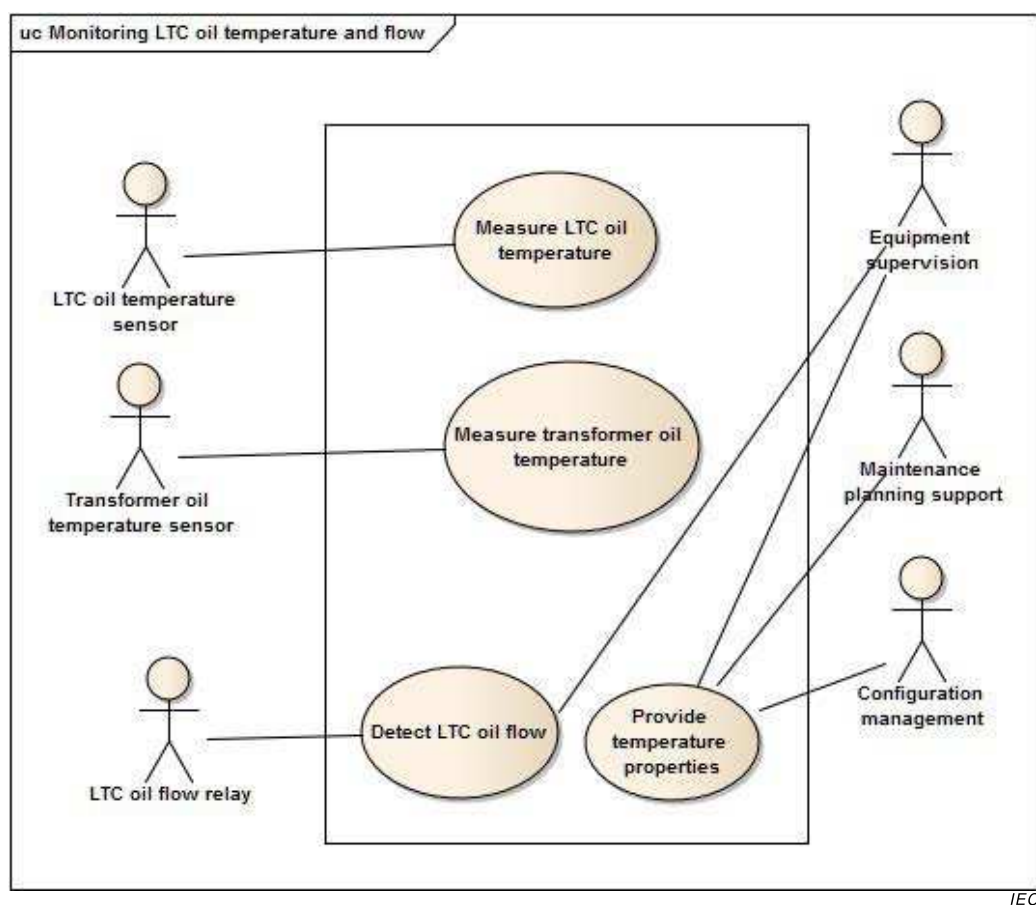 uc Monitoring LTC oil temperature and flow
LTC oil temperature
sensor
Measure LTC oil
temperature
Equipment
supervision
Transformer oil
temperature sensor
Measure transformer oil
temperature
Maintenance
planning support
LTC oil flow relay
Detect LTC oil flow
Provide
temperature
properties
Configuration
management
IEC